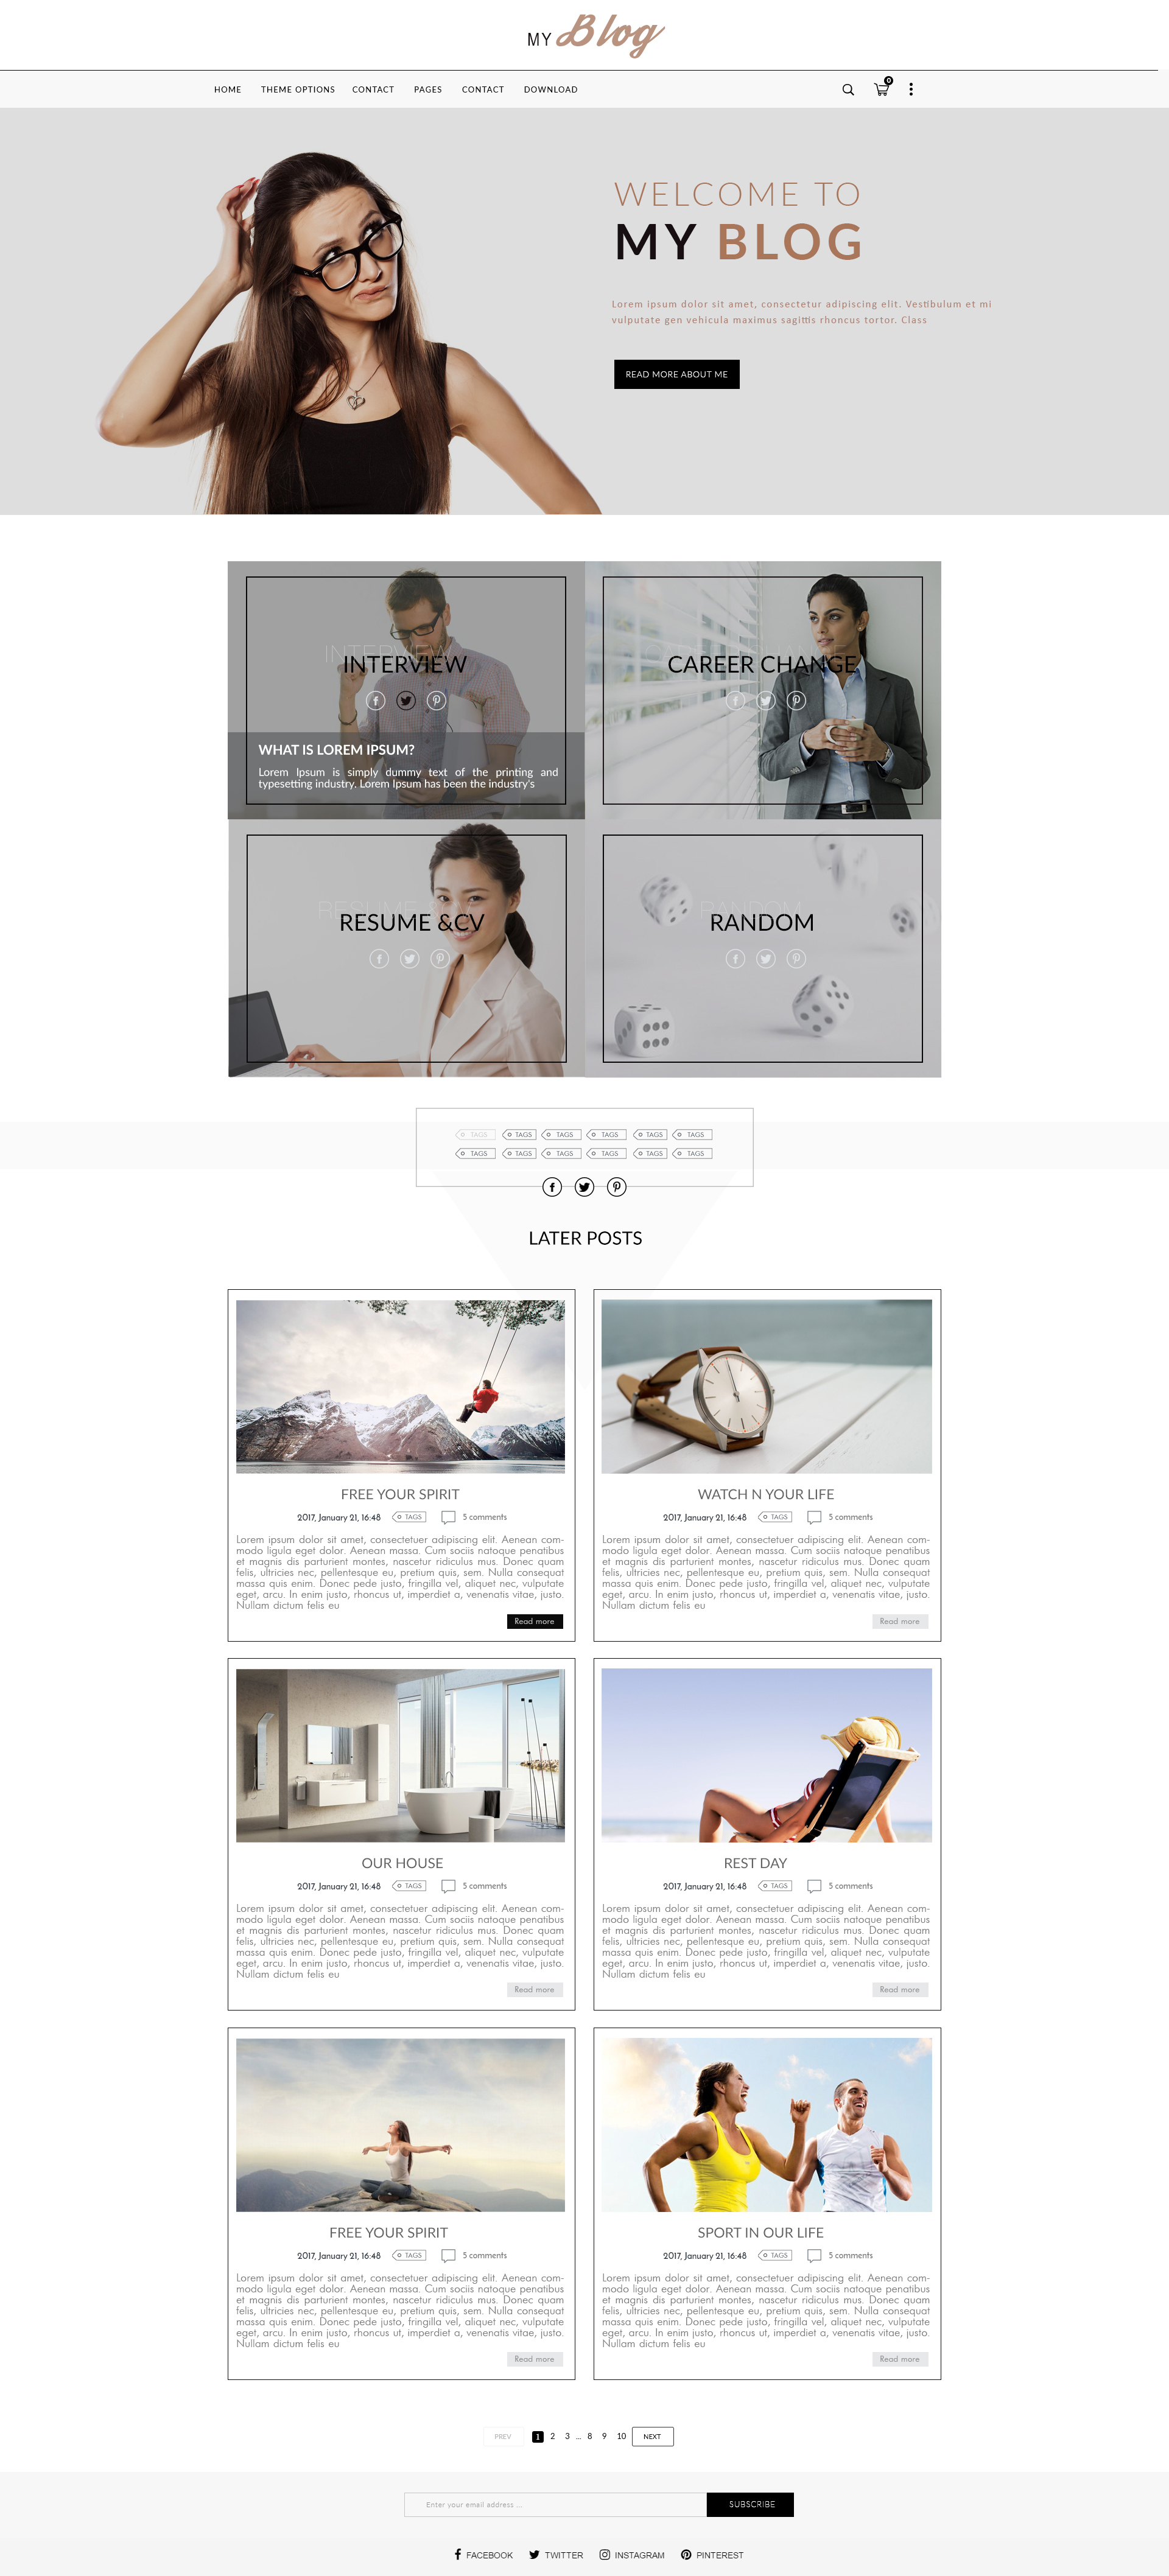 MY Blog
HOME THEME OPTIONS CONTACT PAGES CONTACT DOWNLOAD
0
WELCOME TO
MY BLOG
Lorem ipsum dolor sit amet, consectetur adipiscing elit. Vestibulum et mi
vulputate gen vehicula maximus sagittis rhoncus tortor. Class
READ MORE ABOUT ME
INTERVIEW
INTERVIEW
WHAT IS LOREM IPSUM?
Lorem Ipsum is simply dummy text of the printing and
typesetting industry. Lorem Ipsum has been the industry's
CAREER CHANGE
RESUME &CV
RESUME &CV
RANDOM
RANDOM
TAGS TAGS TAGS TAGS TAGS TAGS
TAGS TAGS TAGS TAGS TAGS TAGS
LATER POSTS
FREE YOUR SPIRIT
2017, January 21, 16:48 TAGS 5 comments
Lorem ipsum dolor sit amet, consectetuer adipiscing elit. Aenean com-
modo ligula eget dolor. Aenean massa. Cum sociis natoque penatibus
et magnis dis parturient montes, nascetur ridiculus mus. Donec quam
felis, ultricies nec, pellentesque eu, pretium quis, sem. Nulla consequat
massa quis enim. Donec pede justo, fringilla vel, aliquet nec, vulputate
eget, arcu. In enim justo, rhoncus ut, imperdiet a, venenatis vitae, justo.
Nullam dictum felis eu
Read more
WATCH N YOUR LIFE
2017, January 21, 16:48 TAGS 5 comments
Lorem ipsum dolor sit amet, consectetuer adipiscing elit. Aenean com-
modo ligula eget dolor. Aenean massa. Cum sociis natoque penatibus
et magnis dis parturient montes, nascetur ridiculus mus. Donec quam
felis, ultricies nec, pellentesque eu, pretium quis, sem. Nulla consequat
massa quis enim. Donec pede justo, fringilla vel, aliquet nec, vulputate
eget, arcu. In enim justo, rhoncus ut, imperdiet a, venenatis vitae, justo.
Nullam dictum felis eu
Read more
OUR HOUSE
2017, January 21, 16:48 TAGS 5 comments
Lorem ipsum dolor sit amet, consectetuer adipiscing elit. Aenean com-
modo ligula eget dolor. Aenean massa. Cum sociis natoque penatibus
et magnis dis parturient montes, nascetur ridiculus mus. Donec quam
felis, ultricies nec, pellentesque eu, pretium quis, sem. Nulla consequat
massa quis enim. Donec pede justo, fringilla vel, aliquet nec, vulputate
eget, arcu. In enim justo, rhoncus ut, imperdiet a, venenatis vitae, justo.
Nullam dictum felis eu
Read more
REST DAY
2017, January 21, 16:48 TAGS 5 comments
Lorem ipsum dolor sit amet, consectetuer adipiscing elit. Aenean com-
modo ligula eget dolor. Aenean massa. Cum sociis natoque penatibus
et magnis dis parturient montes, nascetur ridiculus mus. Donec quam
felis, ultricies nec, pellentesque eu, pretium quis, sem. Nulla consequat
massa quis enim. Donec pede justo, fringilla vel, aliquet nec, vulputate
eget, arcu. In enim justo, rhoncus ut, imperdiet a, venenatis vitae, justo.
Nullam dictum felis eu
Read more
FREE YOUR SPIRIT
2017, January 21, 16:48 TAGS 5 comments
Lorem ipsum dolor sit amet, consectetuer adipiscing elit. Aenean com-
modo ligula eget dolor. Aenean massa. Cum sociis natoque penatibus
et magnis dis parturient montes, nascetur ridiculus mus. Donec quam
felis, ultricies nec, pellentesque eu, pretium quis, sem. Nulla consequat
massa quis enim. Donec pede justo, fringilla vel, aliquet nec, vulputate
eget, arcu. In enim justo, rhoncus ut, imperdiet a, venenatis vitae, justo.
Nullam dictum felis eu
Read more
SPORT IN OUR LIFE
2017, January 21, 16:48 TAGS 5 comments
Lorem ipsum dolor sit amet, consectetuer adipiscing elit. Aenean com-
modo ligula eget dolor. Aenean massa. Cum sociis natoque penatibus
et magnis dis parturient montes, nascetur ridiculus mus. Donec quam
felis, ultricies nec, pellentesque eu, pretium quis, sem. Nulla consequat
massa quis enim. Donec pede justo, fringilla vel, aliquet nec, vulputate
eget, arcu. In enim justo, rhoncus ut, imperdiet a, venenatis vitae, justo.
Nullam dictum felis eu
Read more
PREV 1 2 3 ... 8 9 10 NEXT
Enter your email address ... SUBSCRIBE
FACEBOOK TWITTER INSTAGRAM PINTEREST